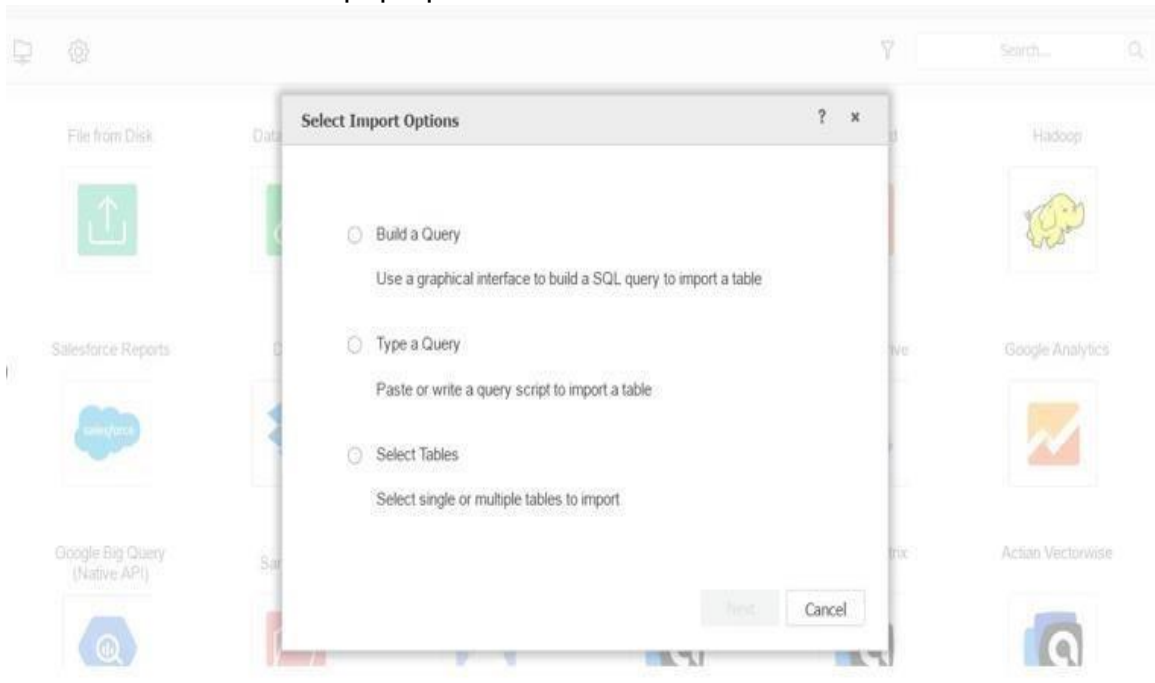 Search...
File from Disk
Data
Hadoop
Select Import Options ? x
Build a Query
Use a graphical interface to build a SQL query to import a table
Type a Query
Paste or write a query script to import a table
Select Tables
Select single or multiple tables to import
Next Cancel
Salesforce Reports
salesforce
Google Analytics
Google Big Query
(Native API)
Actian Vectorwise